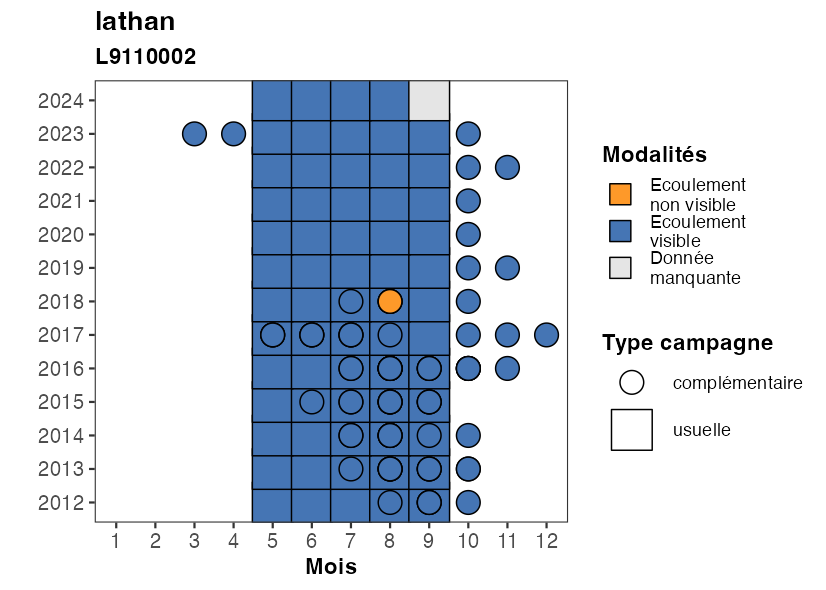 lathan
L9110002
2024
2023
2022
2021
2020
2019
2018
2017
2016
2015
2014
2013
2012
1 2 3 4 5 6 7 8 9 10 11 12
Mois
Modalités
Ecoulement
non visible
Ecoulement
visible
Donnée
manquante
Type campagne
complémentaire
usuelle